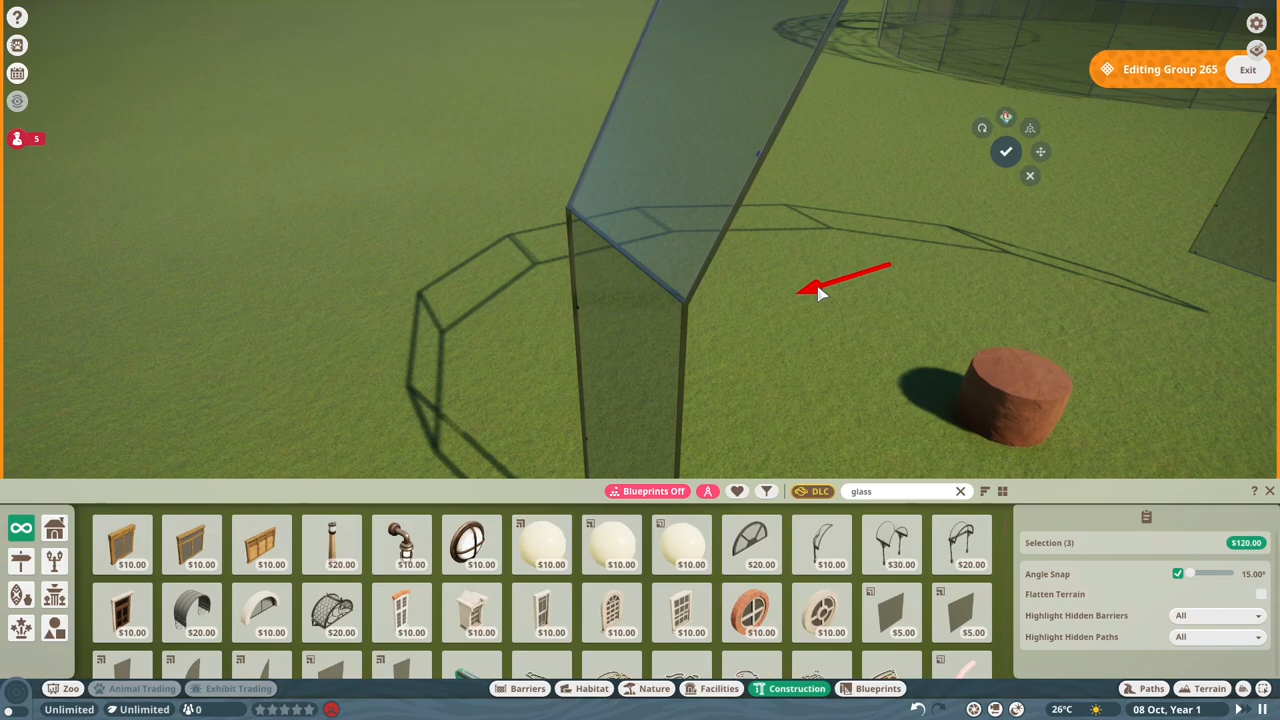 ?
Editing Group 265
Exit
5
Blueprints Off
DLC
glass
?
$10.00
$10.00
$10.00
$20.00
$10.00
$10.00
$10.00
$10.00
$10.00
$20.00
$10.00
$30.00
$20.00
$10.00
$20.00
$10.00
$20.00
$10.00
$10.00
$10.00
$10.00
$10.00
$10.00
$10.00
$5.00
$5.00
Selection (3)
$120.00
Angle Snap
15.00°
Flatten Terrain
Highlight Hidden Barriers
All
Highlight Hidden Paths
All
Zoo
Animal Trading
Exhibit Trading
Barriers
Habitat
Nature
Facilities
Construction
Blueprints
Paths
Terrain
Unlimited
Unlimited
0
26°C
08 Oct, Year 1